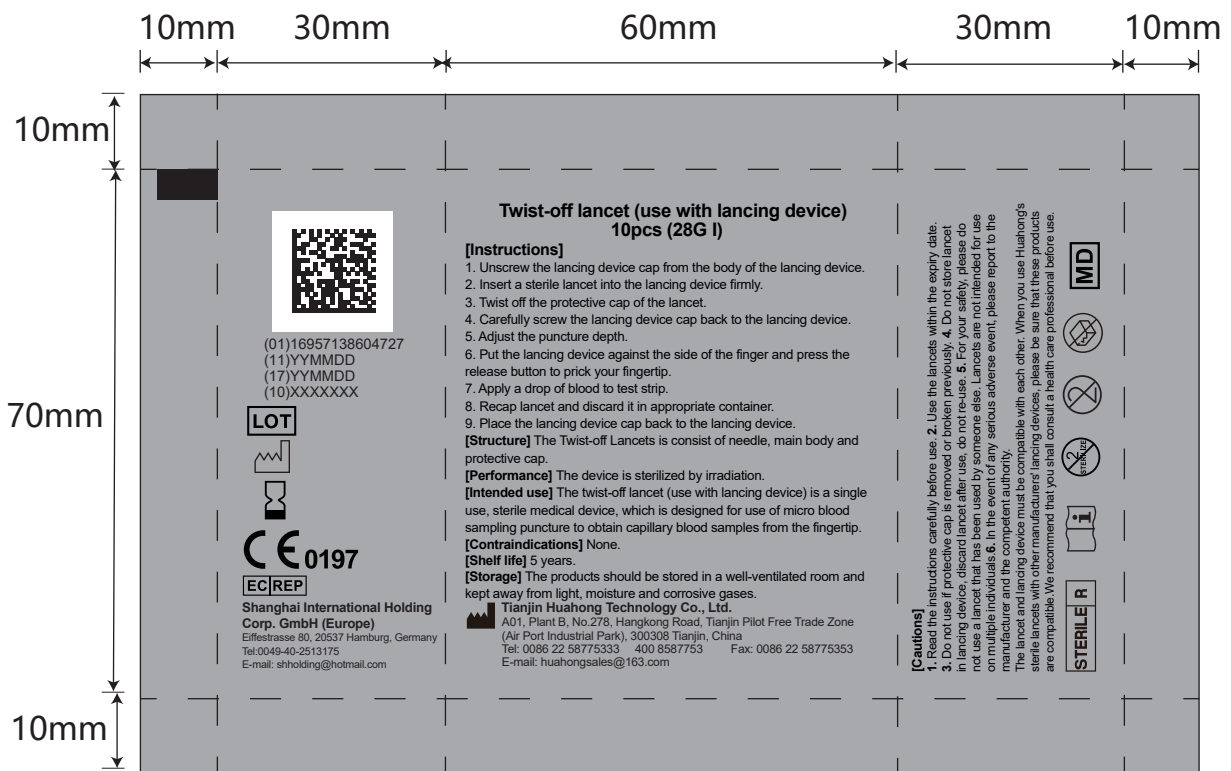 10mm
30mm
60mm
30mm
10mm
10mm
70mm
10mm
(01)16957138604727
(11)YYMMDD
(17)YYMMDD
(10)XXXXXXX
LOT
CE 0197
EC REP
Shanghai International Holding
Corp. GmbH (Europe)
Eiffestrasse 80, 20537 Hamburg, Germany
Tel:0049-40-2513175
E-mail: shholding@hotmail.com
Twist-off lancet (use with lancing device)
10pcs (28G I)
[Instructions]
1. Unscrew the lancing device cap from the body of the lancing device.
2. Insert a sterile lancet into the lancing device firmly.
3. Twist off the protective cap of the lancet.
4. Carefully screw the lancing device cap back to the lancing device.
5. Adjust the puncture depth.
6. Put the lancing device against the side of the finger and press the
release button to prick your fingertip.
7. Apply a drop of blood to test strip.
8. Recap lancet and discard it in appropriate container.
9. Place the lancing device cap back to the lancing device.
[Structure] The Twist-off Lancets is consist of needle, main body and
protective cap.
[Performance] The device is sterilized by irradiation.
[Intended use] The twist-off lancet (use with lancing device) is a single
use, sterile medical device, which is designed for use of micro blood
sampling puncture to obtain capillary blood samples from the fingertip.
[Contraindications] None.
[Shelf life] 5 years.
[Storage] The products should be stored in a well-ventilated room and
kept away from light, moisture and corrosive gases.
Tianjin Huahong Technology Co., Ltd.
A01, Plant B, No.278, Hangkong Road, Tianjin Pilot Free Trade Zone
(Air Port Industrial Park), 300308 Tianjin, China
Tel: 0086 22 58775333 400 8587753 Fax: 0086 22 58775353
E-mail: huahongsales@163.com
[Cautions]
1. Read the instructions carefully before use. 2. Use the lancets within the expiry date.
3. Do not use if protective cap is removed or broken previously. 4. Do not store lancet
in lancing device, discard lancet after use, do not re-use. 5. For your safety, please do
not use a lancet that has been used by someone else. Lancets are not intended for use
on multiple individuals.6. In the event of any serious adverse event, please report to the
manufacturer and the competent authority.
The lancet and lancing device must be compatible with each other. When you use Huahong's
sterile lancets with other manufacturers' lancing devices, please be sure that these products
are compatible.We recommend that you shall consult a health care professional before use.
STERILE R
i
2
STERILIZE
2
MD